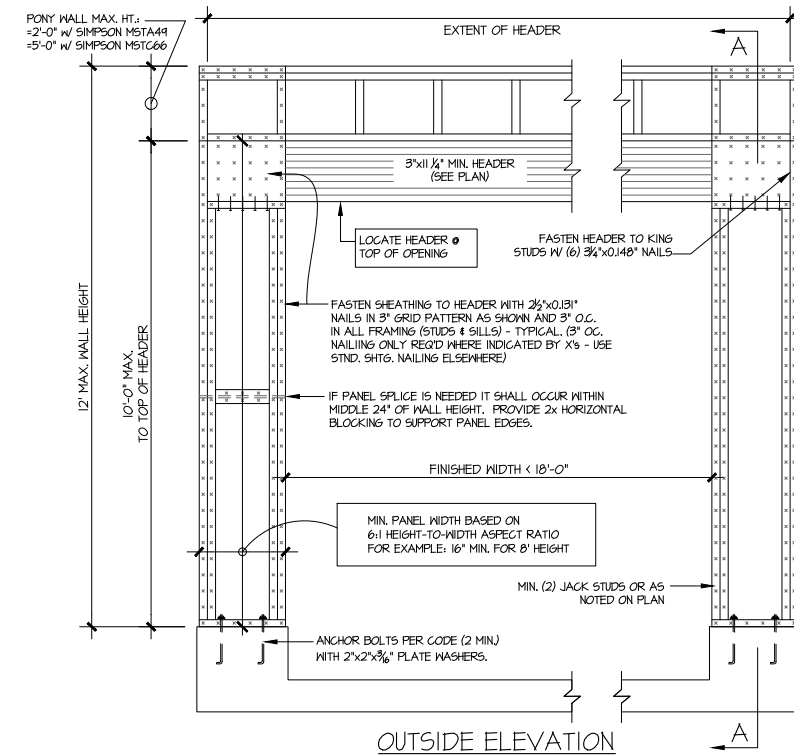 PONY WALL MAX. HT.:
=2'-0" W/ SIMPSON MSTA49
=5'-0" W/ SIMPSON MSTC66
EXTENT OF HEADER
A
3"x11 1/4" MIN. HEADER
(SEE PLAN)
LOCATE HEADER @
TOP OF OPENING
FASTEN HEADER TO KING
STUDS W/ (6) 3/4"x0.148" NAILS
12' MAX. WALL HEIGHT
10'-0" MAX.
TO TOP OF HEADER
FASTEN SHEATHING TO HEADER WITH 2 1/2"x0.131"
NAILS IN 3" GRID PATTERN AS SHOWN AND 3" O.C.
IN ALL FRAMING (STUDS & SILLS) - TYPICAL. (3" OC.
NAILIING ONLY REQ'D WHERE INDICATED BY X's - USE
STND. SHTG. NAILING ELSEWHERE)
IF PANEL SPLICE IS NEEDED IT SHALL OCCUR WITHIN
MIDDLE 24" OF WALL HEIGHT. PROVIDE 2x HORIZONTAL
BLOCKING TO SUPPORT PANEL EDGES.
FINISHED WIDTH < 18'-0"
MIN. PANEL WIDTH BASED ON
6:1 HEIGHT-TO-WIDTH ASPECT RATIO
FOR EXAMPLE: 16" MIN. FOR 8' HEIGHT
MIN. (2) JACK STUDS OR AS
NOTED ON PLAN
ANCHOR BOLTS PER CODE (2 MIN.)
WITH 2"x2"x3/16" PLATE WASHERS.
A
OUTSIDE ELEVATION